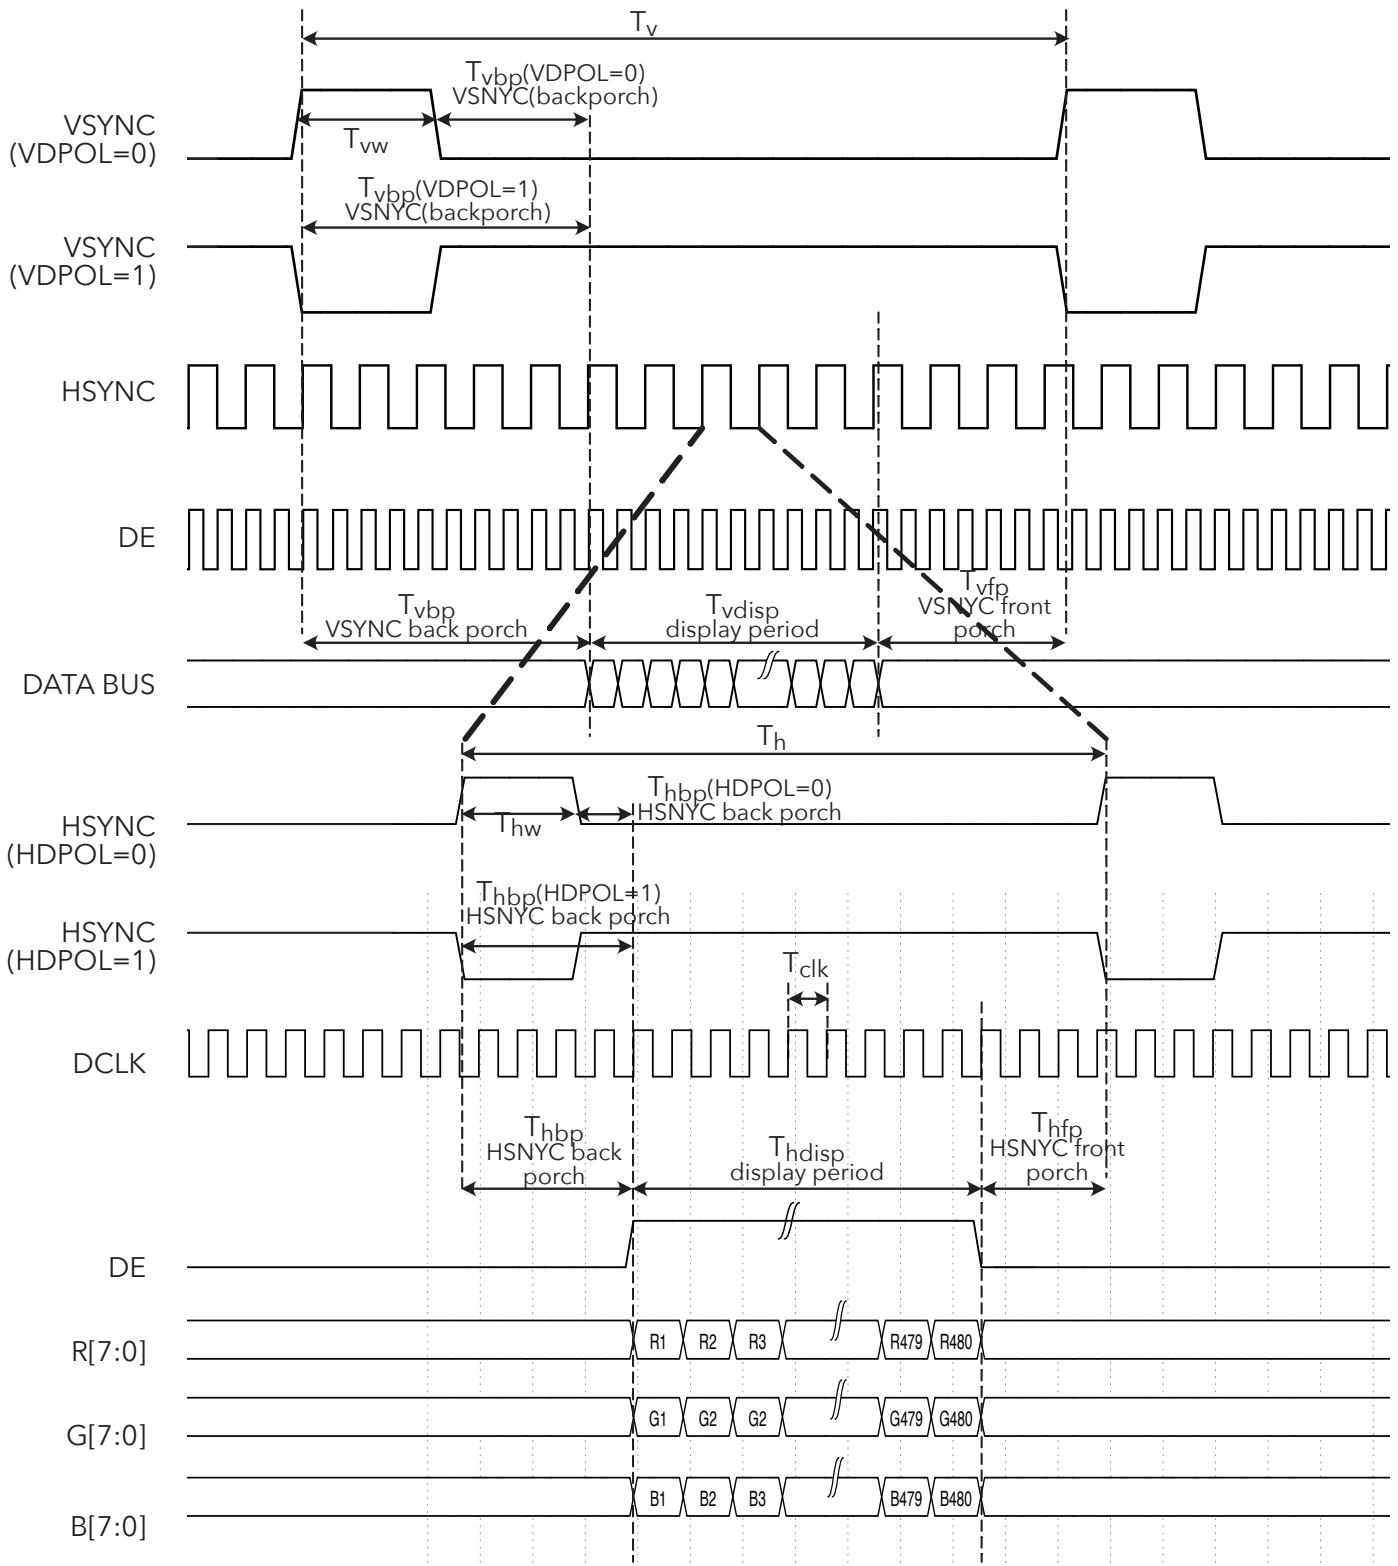 Tv
Tvbp(VDPOL=0)
VSNYC(backporch)
VSYNC
(VDPOL=0)
Tvw
Tvbp(VDPOL=1)
VSNYC(backporch)
VSYNC
(VDPOL=1)
HSYNC
DE
Tvbp
VSYNC back porch
Tvdisp
display period
Tvfp
VSNYC front
porch
DATA BUS
Th
Thbp(HDPOL=0)
HSNYC back porch
Thw
HSYNC
(HDPOL=0)
Thbp(HDPOL=1)
HSNYC back porch
HSYNC
(HDPOL=1)
Tclk
DCLK
Thbp
HSNYC back
porch
Thdisp
display period
Thfp
HSNYC front
porch
DE
R[7:0] R1 R2 R3 R479 R480
G[7:0] G1 G2 G2 G479 G480
B[7:0] B1 B2 B3 B479 B480